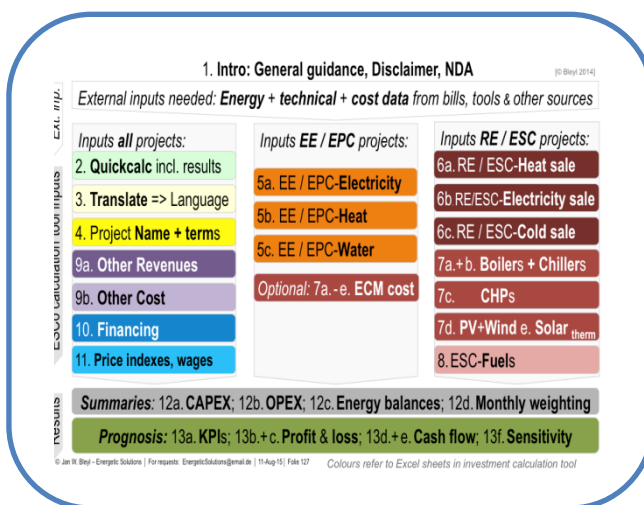 1. Intro: General guidance, Disclaimer, NDA
[© Bleyl 2014]
Ext. inp.
External inputs needed: Energy + technical + cost data from bills, tools & other sources
ESCo calculation tool inputs
Inputs all projects:
2. Quickcalc incl. results
3. Translate => Language
4. Project Name + terms
9a. Other Revenues
9b. Other Cost
10. Financing
11. Price indexes, wages
Inputs EE / EPC projects:
5a. EE / EPC-Electricity
5b. EE / EPC-Heat
5c. EE / EPC-Water
Optional: 7a.-e. ECM cost
Inputs RE / ESC projects:
6a. RE / ESC-Heat sale
6b RE/ESC-Electricity sale
6c. RE / ESC-Cold sale
7a.+b. Boilers + Chillers
7c. CHPs
7d. PV+Wind e. Solar therm
8. ESC-Fuels
Results
Summaries: 12a. CAPEX; 12b. OPEX; 12c. Energy balances; 12d. Monthly weighting
Prognosis: 13a. KPIs; 13b.+c. Profit & loss; 13d.+e. Cash flow; 13f. Sensitivity
© Jan W. Bleyl – Energetic Solutions | For requests: EnergeticSolutions@email.de | 11-Aug-15 | Folie 127
Colours refer to Excel sheets in investment calculation tool